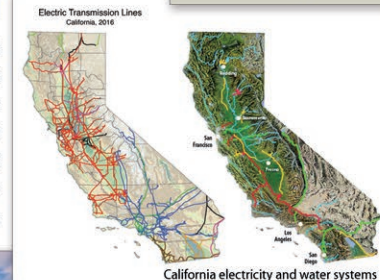 Electric Transmission Lines
California, 2016
Redding
Sacramento
San
Francisco
Fresno
Los
Angeles
San
Diego
California electricity and water systems